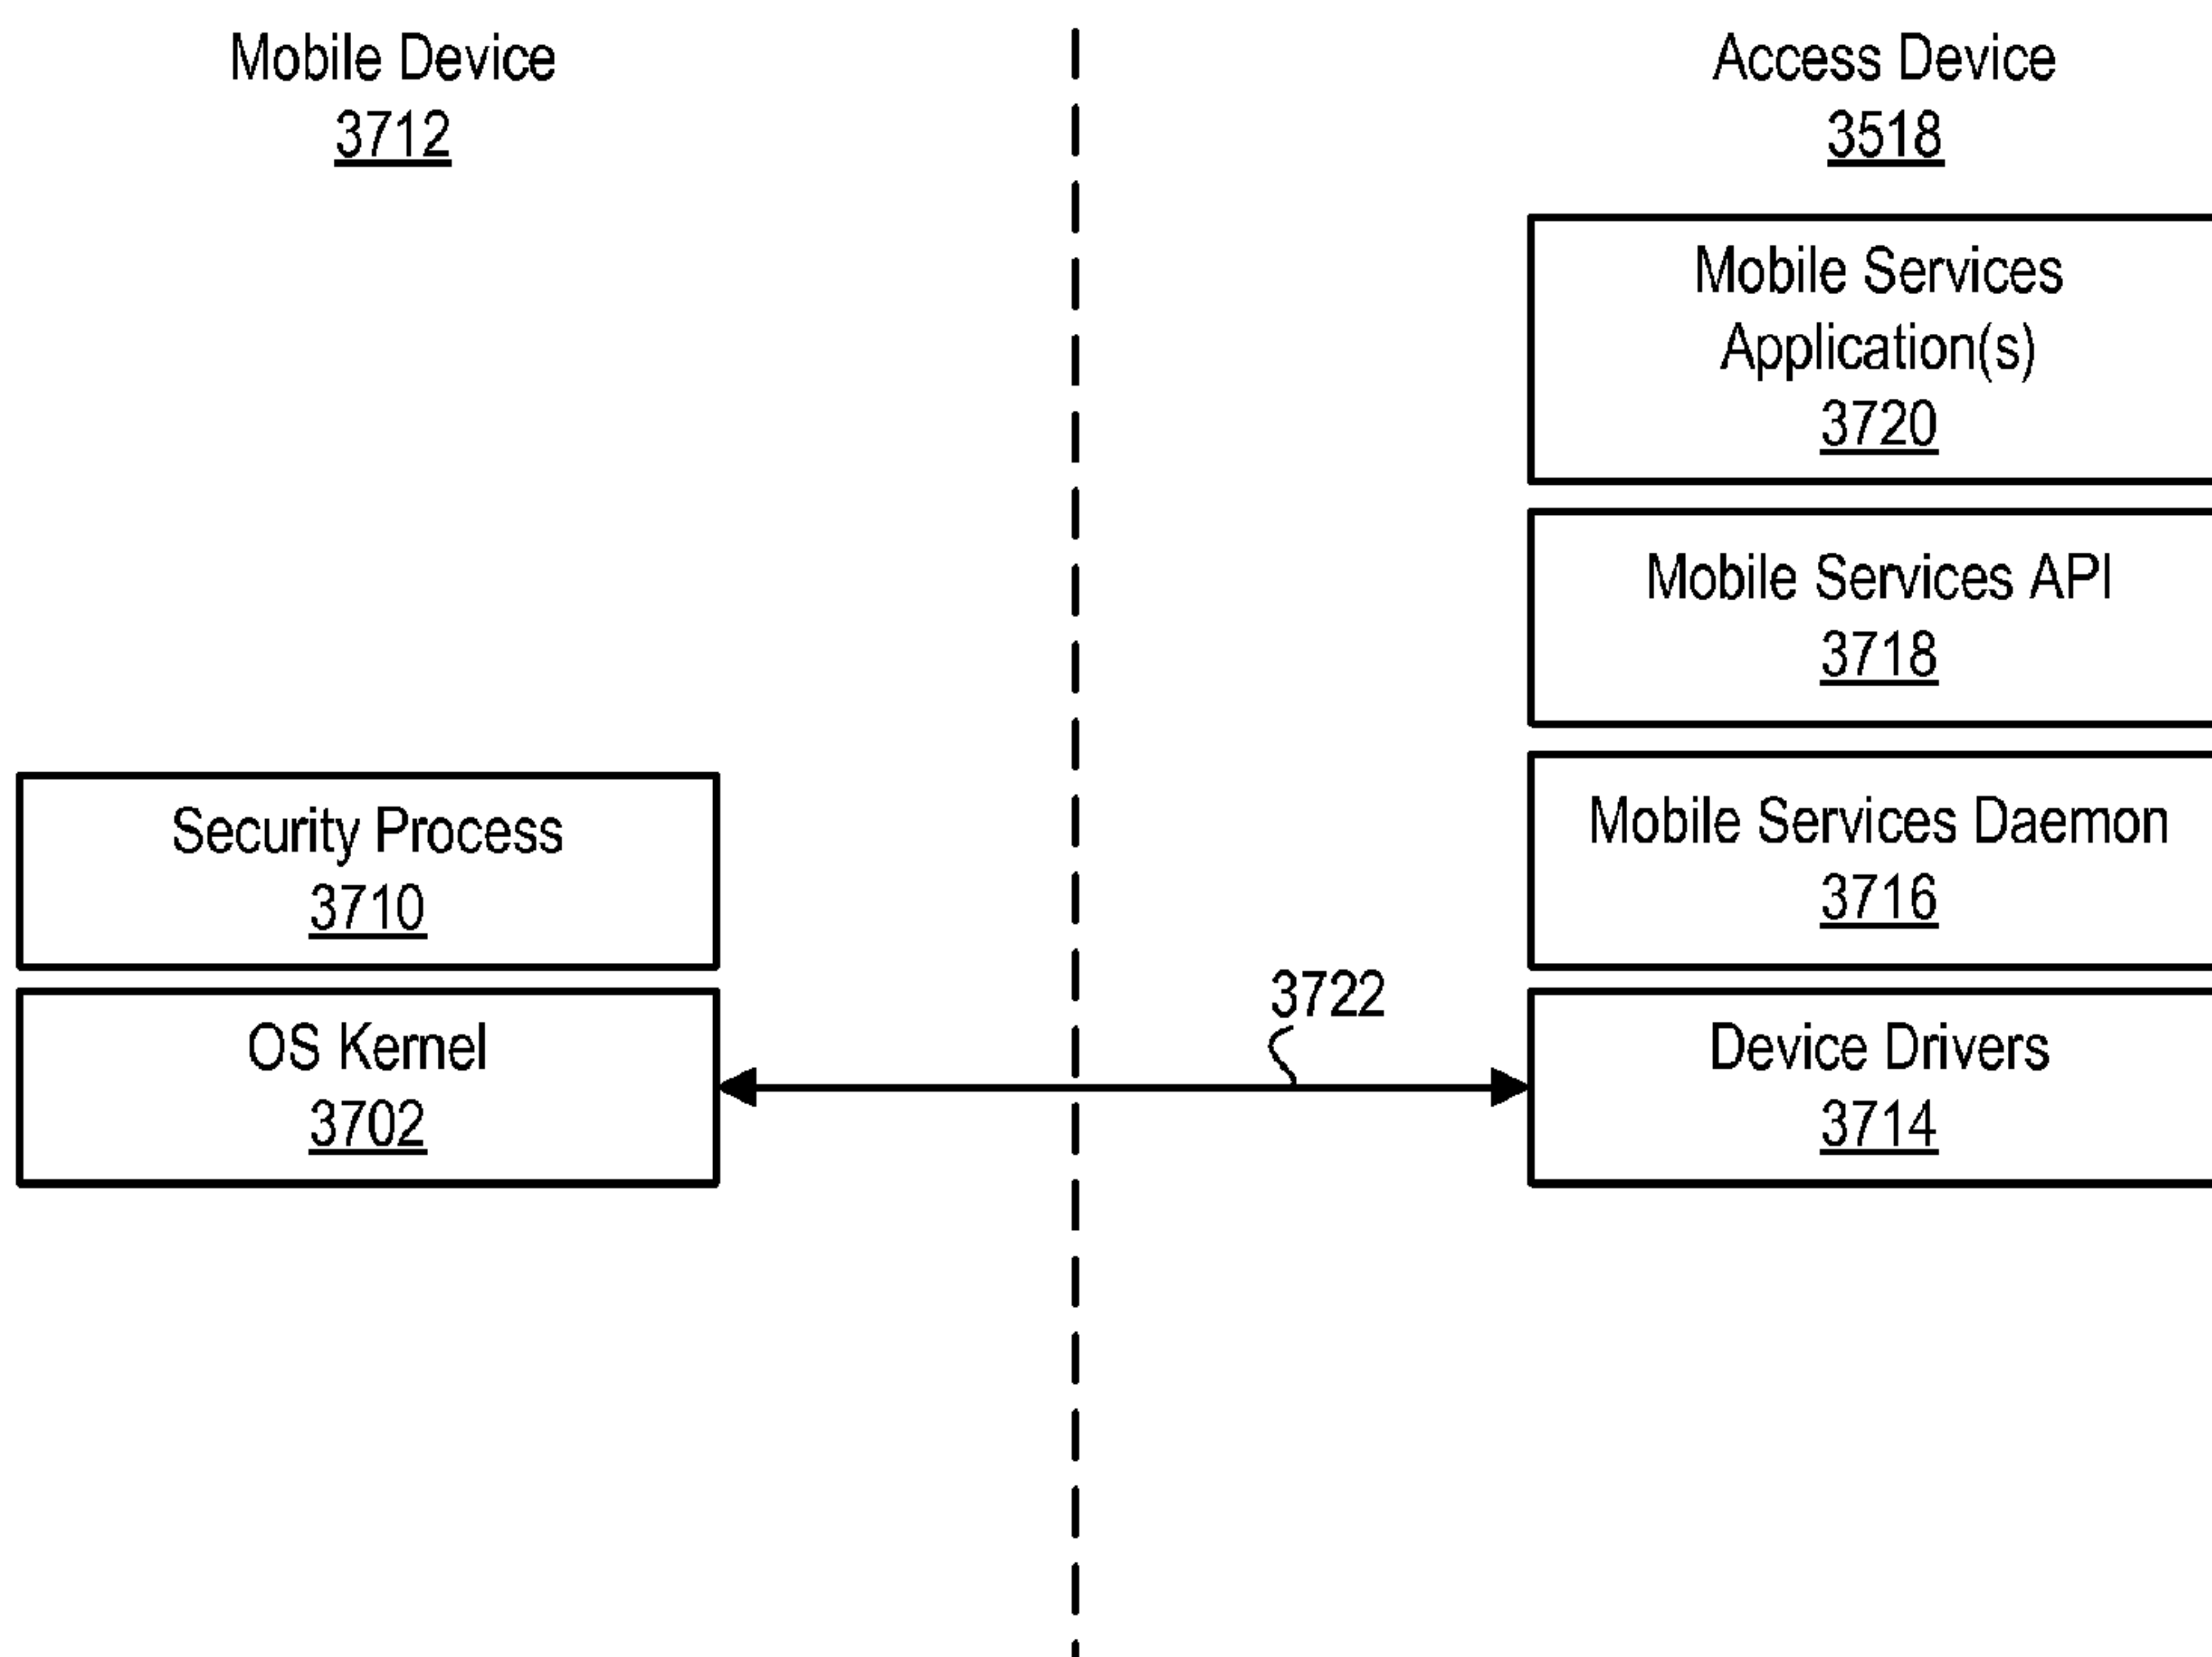 Mobile Device
3712
Access Device
3518
Mobile Services
Application(s)
3720
Mobile Services API
3718
Mobile Services Daemon
3716
Security Process
3710
3722
OS Kernel
3702
Device Drivers
3714